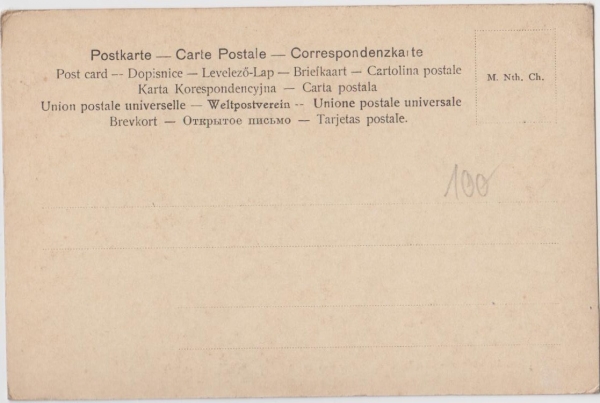 Postkarte — Carte Postale — Correspondenzkarte
Post card — Dopisnice — Levelező-Lap — Briefkaart — Cartolina postale
M. Nth. Ch.
Karta Korespondencyjna — Carta postala
Union postale universelle — Weltpostverein -- Unione postale universale
Brevkort — Открытое письмо — Tarjetas postale.
100